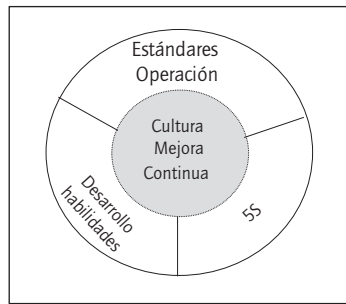 Estándares
Operación
Cultura
Mejora
Continua
Desarrollo
habilidades
5S